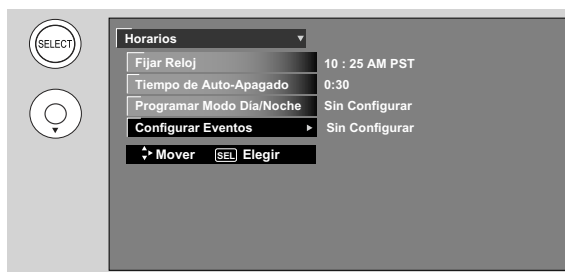 SELECT
Horarios
Fijar Reloj 10 : 25 AM PST
Tiempo de Auto-Apagado 0:30
Programar Modo Día/Noche Sin Configurar
Configurar Eventos Sin Configurar
Mover SEL Elegir